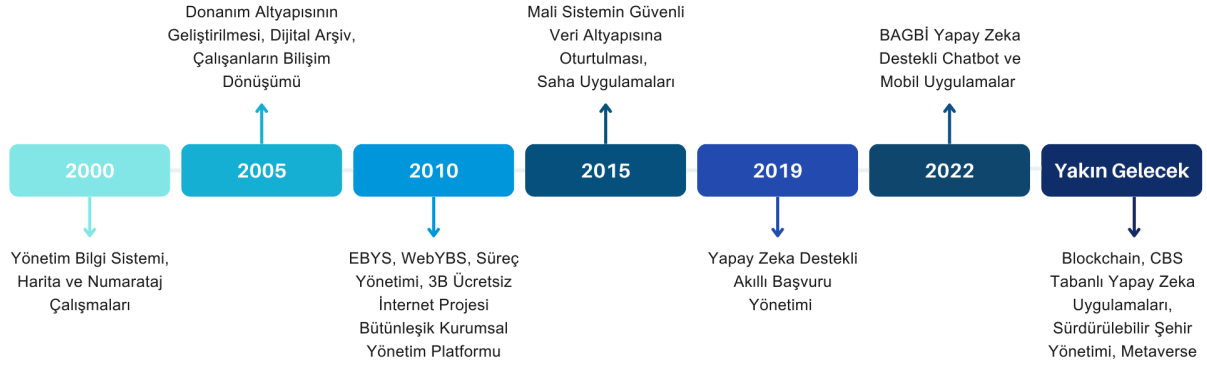 Donanım Altyapısının
Geliştirilmesi, Dijital Arşiv,
Çalışanların Bilişim
Dönüşümü
Mali Sistemin Güvenli
Veri Altyapısına
Oturtulması,
Saha Uygulamaları
BAGBİ Yapay Zeka
Destekli Chatbot ve
Mobil Uygulamalar
2000
2005
2010
2015
2019
2022
Yakın Gelecek
Yönetim Bilgi Sistemi,
Harita ve Numarataj
Çalışmaları
EBYS, WebYBS, Süreç
Yönetimi, 3B Ücretsiz
İnternet Projesi
Bütünleşik Kurumsal
Yönetim Platformu
Yapay Zeka Destekli
Akıllı Başvuru
Yönetimi
Blockchain, CBS
Tabanlı Yapay Zeka
Uygulamaları,
Sürdürülebilir Şehir
Yönetimi, Metaverse